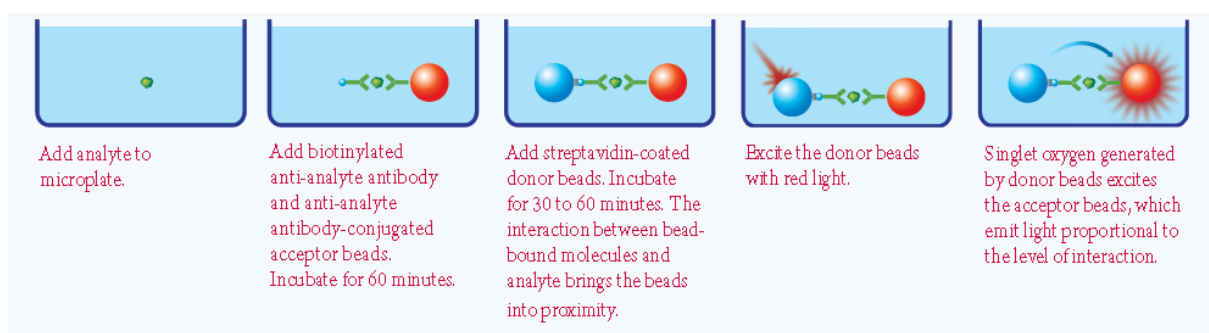 Add analyte to
microplate.
Add biotinylated
anti-analyte antibody
and anti-analyte
antibody-conjugated
acceptor beads.
Incubate for 60 minutes.
Add streptavidin-coated
donor beads. Incubate
for 30 to 60 minutes. The
interaction between bead-
bound molecules and
analyte brings the beads
into proximity.
Excite the donor beads
with red light.
Singlet oxygen generated
by donor beads excites
the acceptor beads, which
emit light proportional to
the level of interaction.